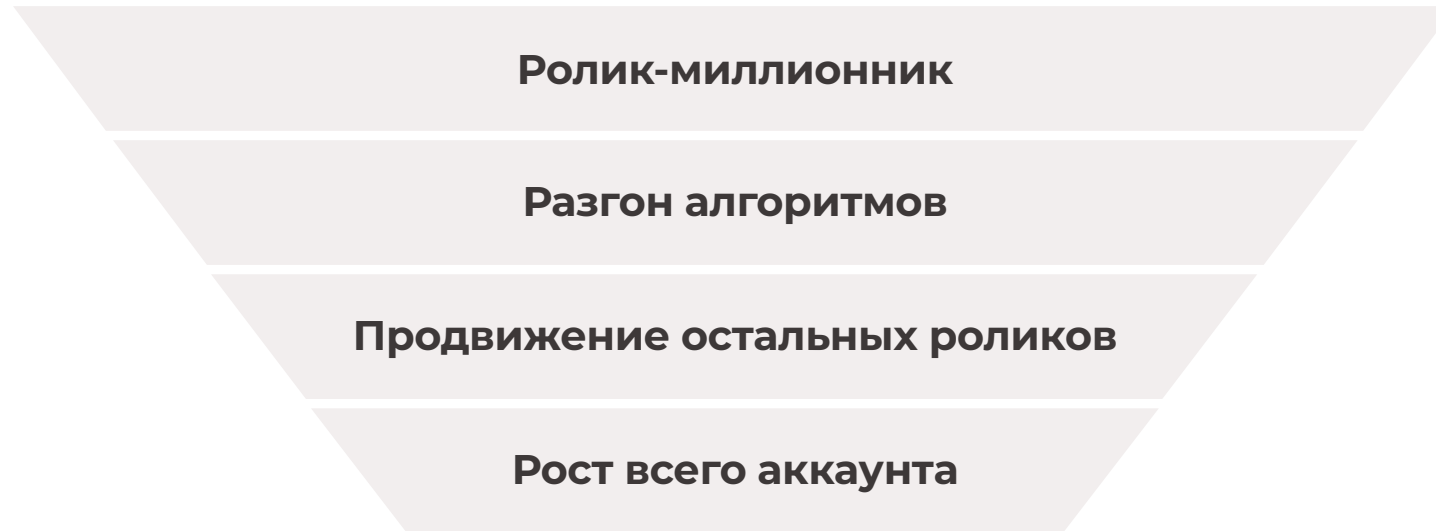 Ролик-миллионник
Разгон алгоритмов
Продвижение остальных роликов
Рост всего аккаунта